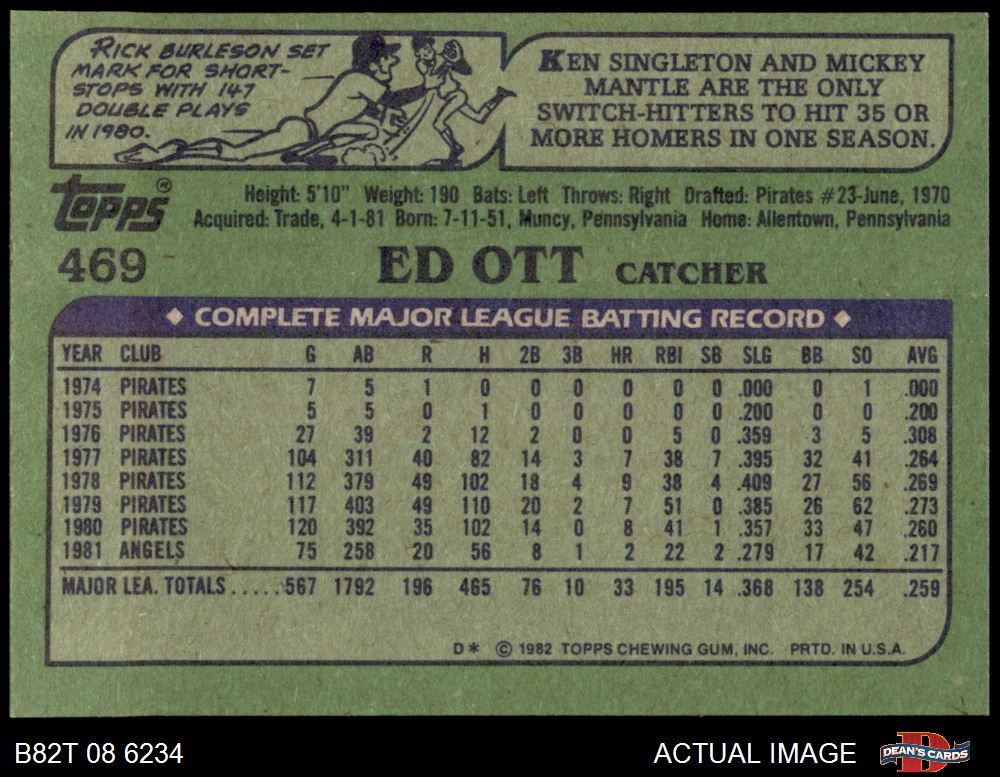 RICK BURLESON SET
MARK FOR SHORT-
STOPS WITH 147
DOUBLE PLAYS
IN 1980.
KEN SINGLETON AND MICKEY
MANTLE ARE THE ONLY
SWITCH-HITTERS TO HIT 35 OR
MORE HOMERS IN ONE SEASON.
TOPPS®
Height: 5'10" Weight: 190 Bats: Left Throws: Right Drafted: Pirates #23-June, 1970
Acquired: Trade, 4-1-81 Born: 7-11-51, Muncy, Pennsylvania Home: Allentown, Pennsylvania
469 ED OTT CATCHER
◆ COMPLETE MAJOR LEAGUE BATTING RECORD ◆
YEAR CLUB G AB R H 2B 3B HR RBI SB SLG BB SO AVG
1974 PIRATES 7 5 1 0 0 0 0 0 0 .000 0 1 .000
1975 PIRATES 5 5 0 1 0 0 0 0 0 .200 0 0 .200
1976 PIRATES 27 39 2 12 2 0 0 5 0 .359 3 5 .308
1977 PIRATES 104 311 40 82 14 3 7 38 7 .395 32 41 .264
1978 PIRATES 112 379 49 102 18 4 9 38 4 .409 27 56 .269
1979 PIRATES 117 403 49 110 20 2 7 51 0 .385 26 62 .273
1980 PIRATES 120 392 35 102 14 0 8 41 1 .357 33 47 .260
1981 ANGELS 75 258 20 56 8 1 2 22 2 .279 17 42 .217
MAJOR LEA. TOTALS.....567 1792 196 465 76 10 33 195 14 .368 138 254 .259
D* © 1982 TOPPS CHEWING GUM, INC. PRTD. IN U.S.A.
B82T 08 6234
ACTUAL IMAGE
DEAN'S CARDS